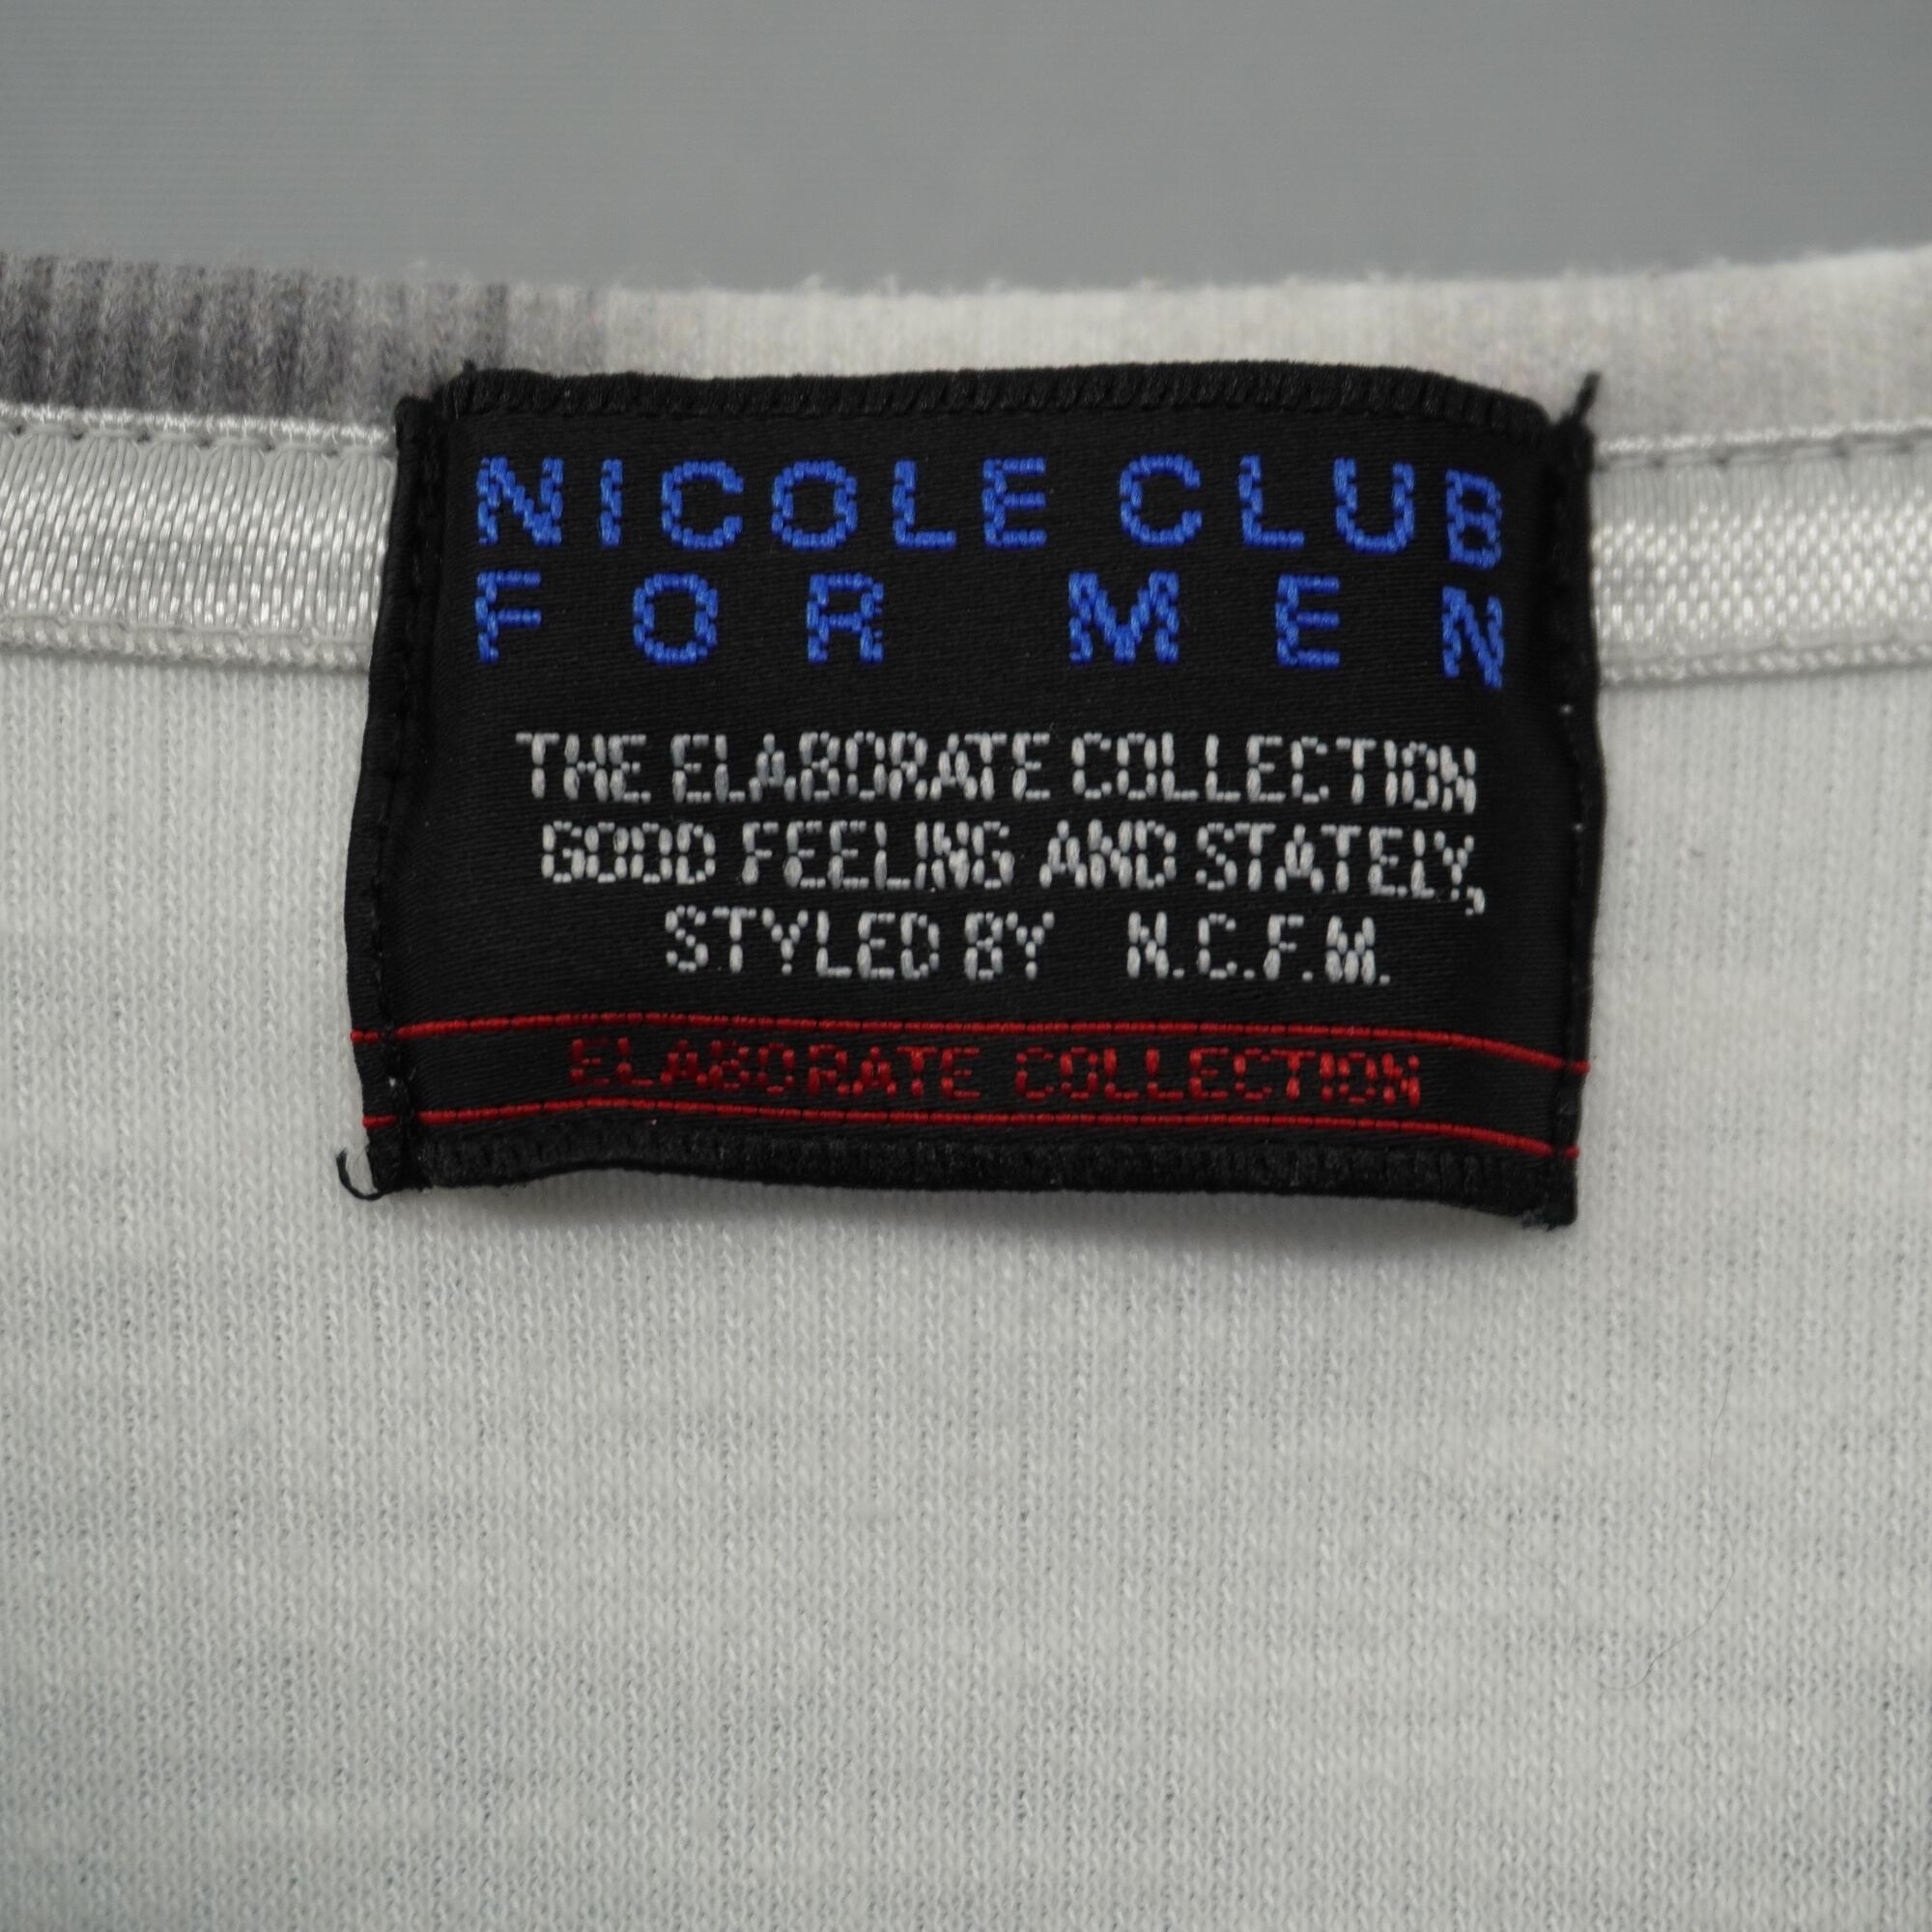 NICOLE CLUB
FOR MEN
THE ELABORATE COLLECTION
GOOD FEELING AND STATELY,
STYLED BY N.C.F.M.
ELABORATE COLLECTION